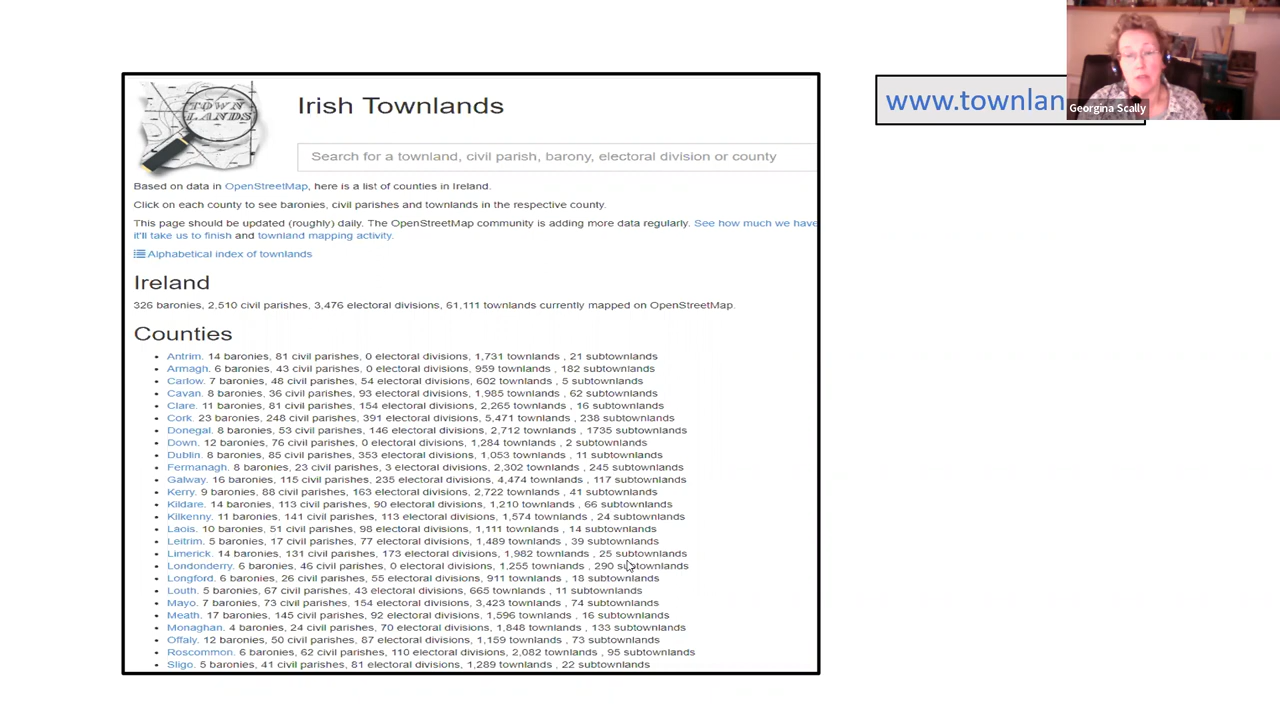 TOWN
LANDS
Irish Townlands
Search for a townland, civil parish, barony, electoral division or county
Based on data in OpenStreetMap, here is a list of counties in Ireland.
Click on each county to see baronies, civil parishes and townlands in the respective county.
This page should be updated (roughly) daily. The OpenStreetMap community is adding more data regularly. See how much we have
it'll take us to finish and townland mapping activity.
Alphabetical index of townlands
Ireland
326 baronies, 2,510 civil parishes, 3,476 electoral divisions, 61,111 townlands currently mapped on OpenStreetMap.
Counties
Antrim. 14 baronies, 81 civil parishes, 0 electoral divisions, 1,731 townlands , 21 subtownlands
Armagh. 6 baronies, 43 civil parishes, 0 electoral divisions, 959 townlands , 182 subtownlands
Carlow. 7 baronies, 48 civil parishes, 54 electoral divisions, 602 townlands , 5 subtownlands
Cavan. 8 baronies, 36 civil parishes, 93 electoral divisions, 1,985 townlands , 62 subtownlands
Clare. 11 baronies, 81 civil parishes, 154 electoral divisions, 2,265 townlands , 16 subtownlands
Cork. 23 baronies, 248 civil parishes, 391 electoral divisions, 5,471 townlands , 238 subtownlands
Donegal. 8 baronies, 53 civil parishes, 146 electoral divisions, 2,712 townlands , 1735 subtownlands
Down. 12 baronies, 76 civil parishes, 0 electoral divisions, 1,284 townlands , 2 subtownlands
Dublin. 8 baronies, 85 civil parishes, 353 electoral divisions, 1,053 townlands , 11 subtownlands
Fermanagh. 8 baronies, 23 civil parishes, 3 electoral divisions, 2,302 townlands , 245 subtownlands
Galway. 16 baronies, 115 civil parishes, 235 electoral divisions, 4,474 townlands , 117 subtownlands
Kerry. 9 baronies, 88 civil parishes, 163 electoral divisions, 2,722 townlands , 41 subtownlands
Kildare. 14 baronies, 113 civil parishes, 90 electoral divisions, 1,210 townlands , 66 subtownlands
Kilkenny. 11 baronies, 141 civil parishes, 113 electoral divisions, 1,574 townlands , 24 subtownlands
Laois. 10 baronies, 51 civil parishes, 98 electoral divisions, 1,111 townlands , 14 subtownlands
Leitrim. 5 baronies, 17 civil parishes, 77 electoral divisions, 1,489 townlands , 39 subtownlands
Limerick. 14 baronies, 131 civil parishes, 173 electoral divisions, 1,982 townlands , 25 subtownlands
Londonderry. 6 baronies, 46 civil parishes, 0 electoral divisions, 1,255 townlands , 290 subtownlands
Longford. 6 baronies, 26 civil parishes, 55 electoral divisions, 911 townlands , 18 subtownlands
Louth. 5 baronies, 67 civil parishes, 43 electoral divisions, 665 townlands , 11 subtownlands
Mayo. 7 baronies, 73 civil parishes, 154 electoral divisions, 3,423 townlands , 74 subtownlands
Meath. 17 baronies, 145 civil parishes, 92 electoral divisions, 1,596 townlands , 16 subtownlands
Monaghan. 4 baronies, 24 civil parishes, 70 electoral divisions, 1,848 townlands , 133 subtownlands
Offaly. 12 baronies, 50 civil parishes, 87 electoral divisions, 1,159 townlands , 73 subtownlands
Roscommon. 6 baronies, 62 civil parishes, 110 electoral divisions, 2,082 townlands , 95 subtownlands
Sligo. 5 baronies, 41 civil parishes, 81 electoral divisions, 1,289 townlands , 22 subtownlands
www.townlan
Georgina Scally